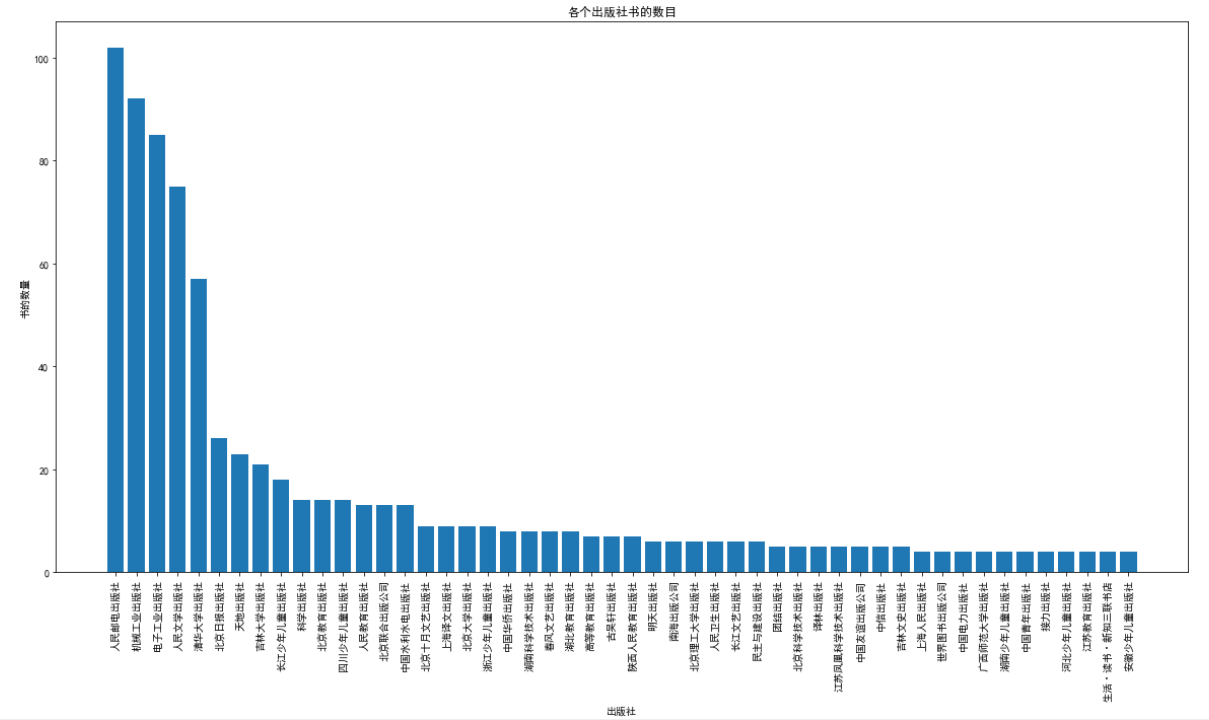 各个出版社书的数目
书的数量
100
80
60
40
20
0
人民邮电出版社
机械工业出版社
电子工业出版社
人民文学出版社
清华大学出版社
北京日报出版社
天地出版社
吉林大学出版社
长江少年儿童出版社
科学出版社
北京教育出版社
四川少年儿童出版社
人民教育出版社
北京联合出版公司
中国水利水电出版社
北京十月文艺出版社
上海译文出版社
北京大学出版社
浙江少年儿童出版社
中国华侨出版社
湖南科学技术出版社
春风文艺出版社
湖北教育出版社
高等教育出版社
古吴轩出版社
陕西人民教育出版社
明天出版社
南海出版公司
北京理工大学出版社
人民卫生出版社
长江文艺出版社
民主与建设出版社
团结出版社
北京科学技术出版社
译林出版社
江苏凤凰科学技术出版社
中国友谊出版公司
中信出版社
吉林文史出版社
上海人民出版社
世界图书出版公司
中国电力出版社
广西师范大学出版社
湖南少年儿童出版社
中国青年出版社
接力出版社
河北少年儿童出版社
江苏教育出版社
生活·读书·新知三联书店
安徽少年儿童出版社
出版社